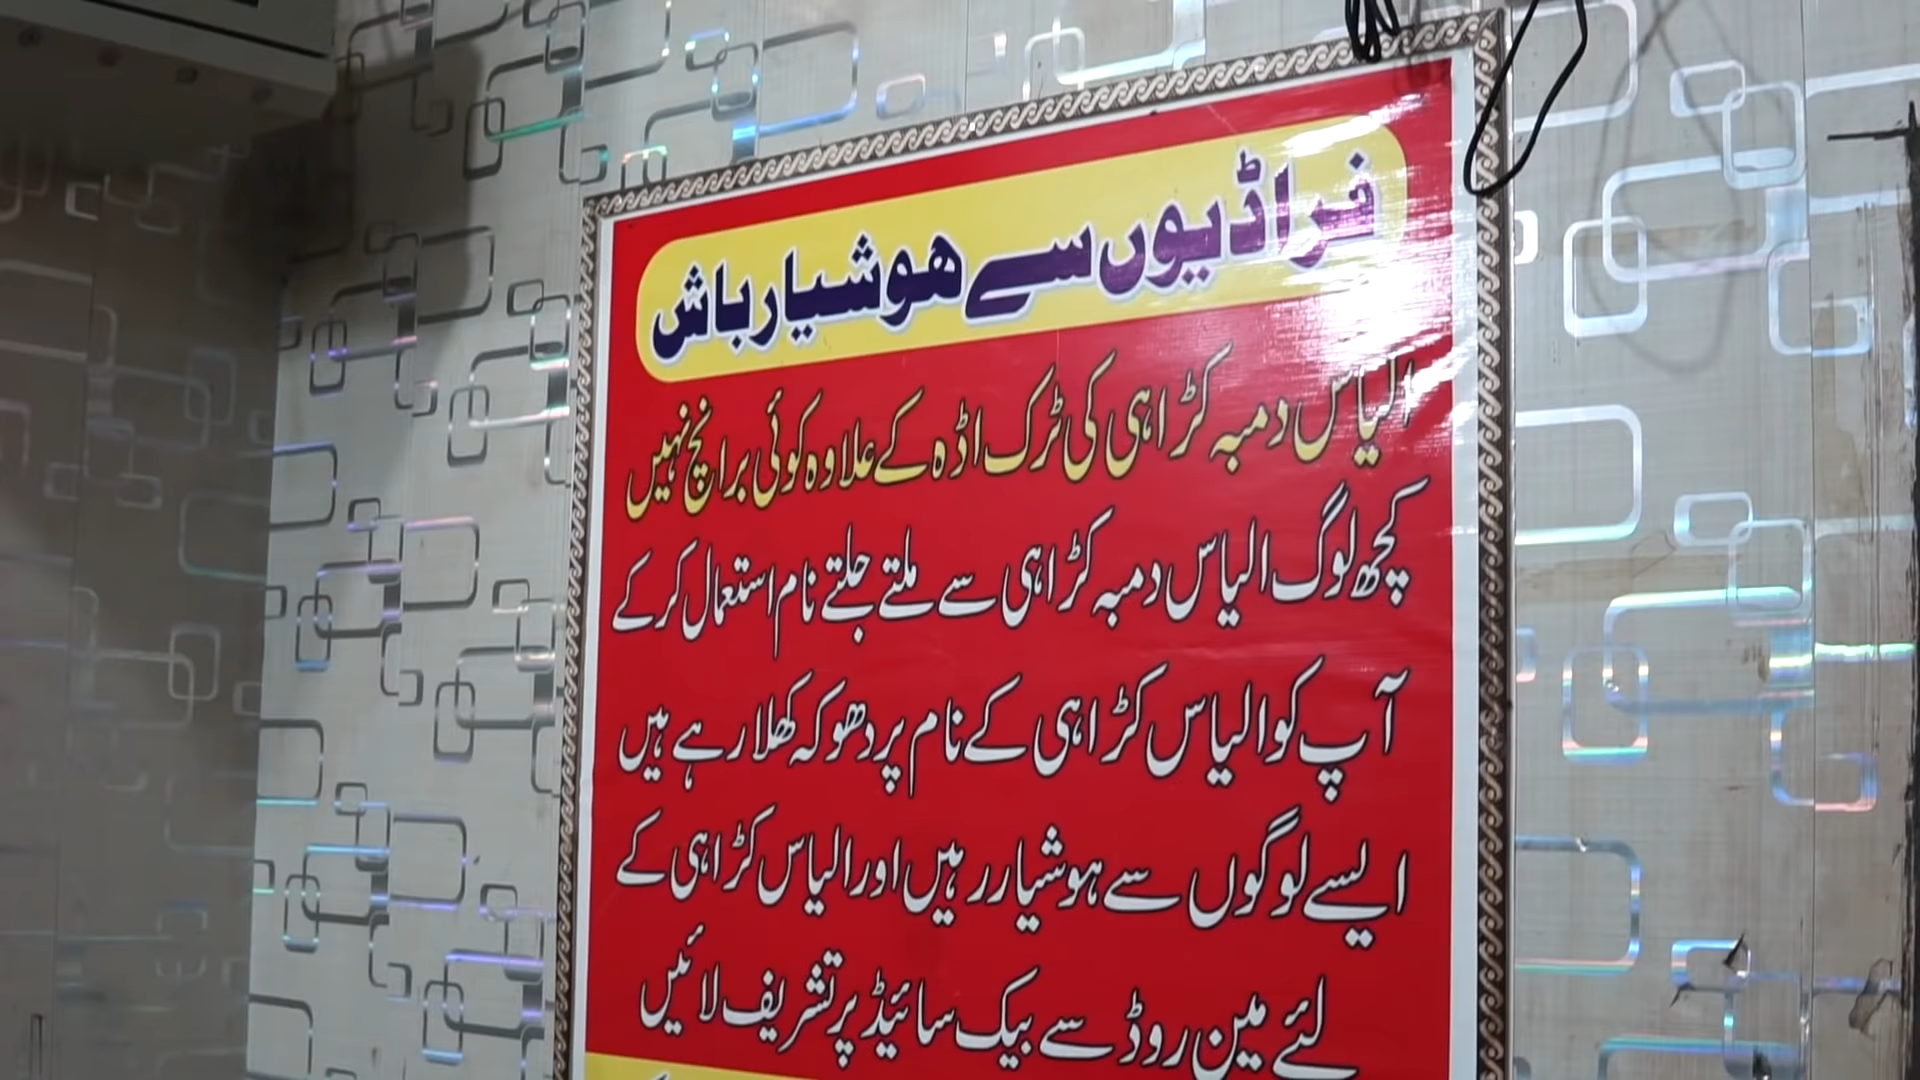 فراڈیوں سے ھوشیار باش
الیاس دمبہ کڑاہی کی ٹرک اڈہ کے علاوہ کوئی برانچ نہیں
کچھ لوگ الیاس دمبہ کڑاہی سے ملتے جلتے نام استعمال کر کے
آپ کو الیاس کڑاہی کے نام پر دھوکہ کھلا رہے ہیں
ایسے لوگوں سے ہوشیار رہیں اور الیاس کڑاہی کے
لئے مین روڈ سے بیک سائیڈ پر تشریف لائیں